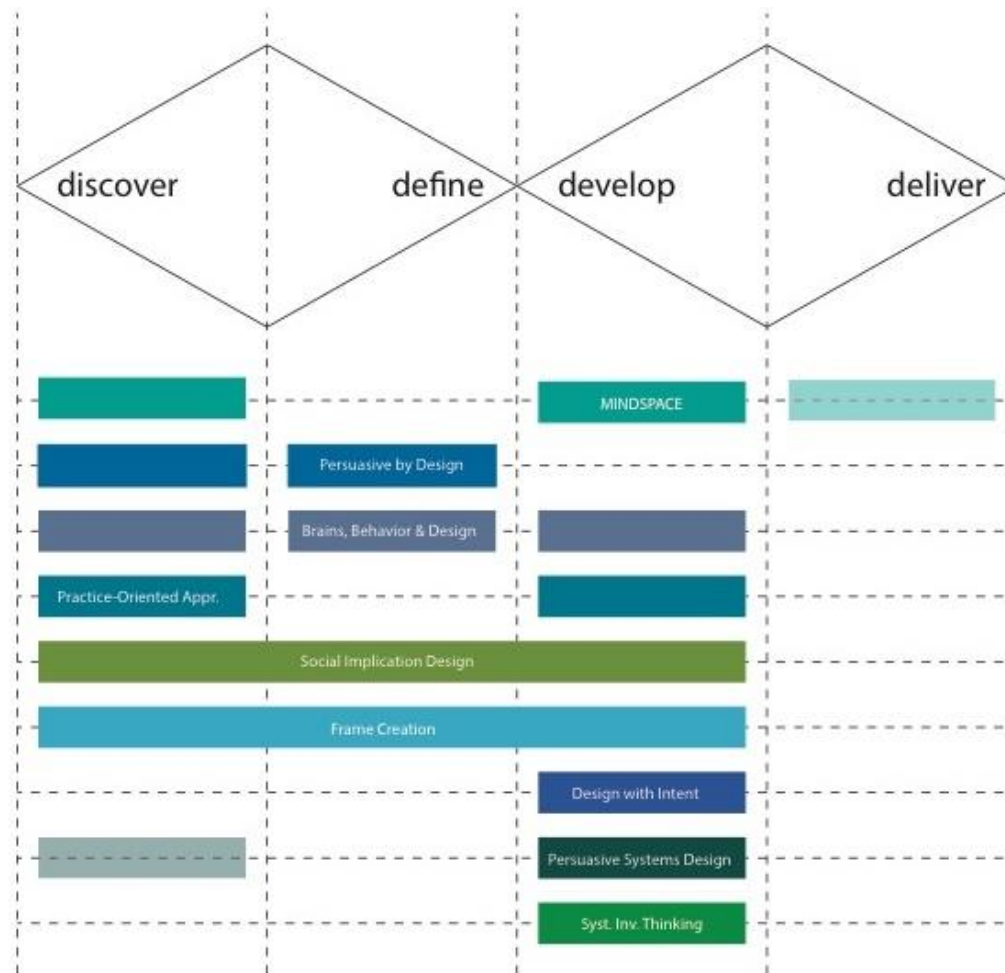 discover
define
develop
deliver
MINDSPACE
Persuasive by Design
Brains, Behavior & Design
Practice-Oriented Appr.
Social Implication Design
Frame Creation
Design with Intent
Persuasive Systems Design
Syst. Inv. Thinking